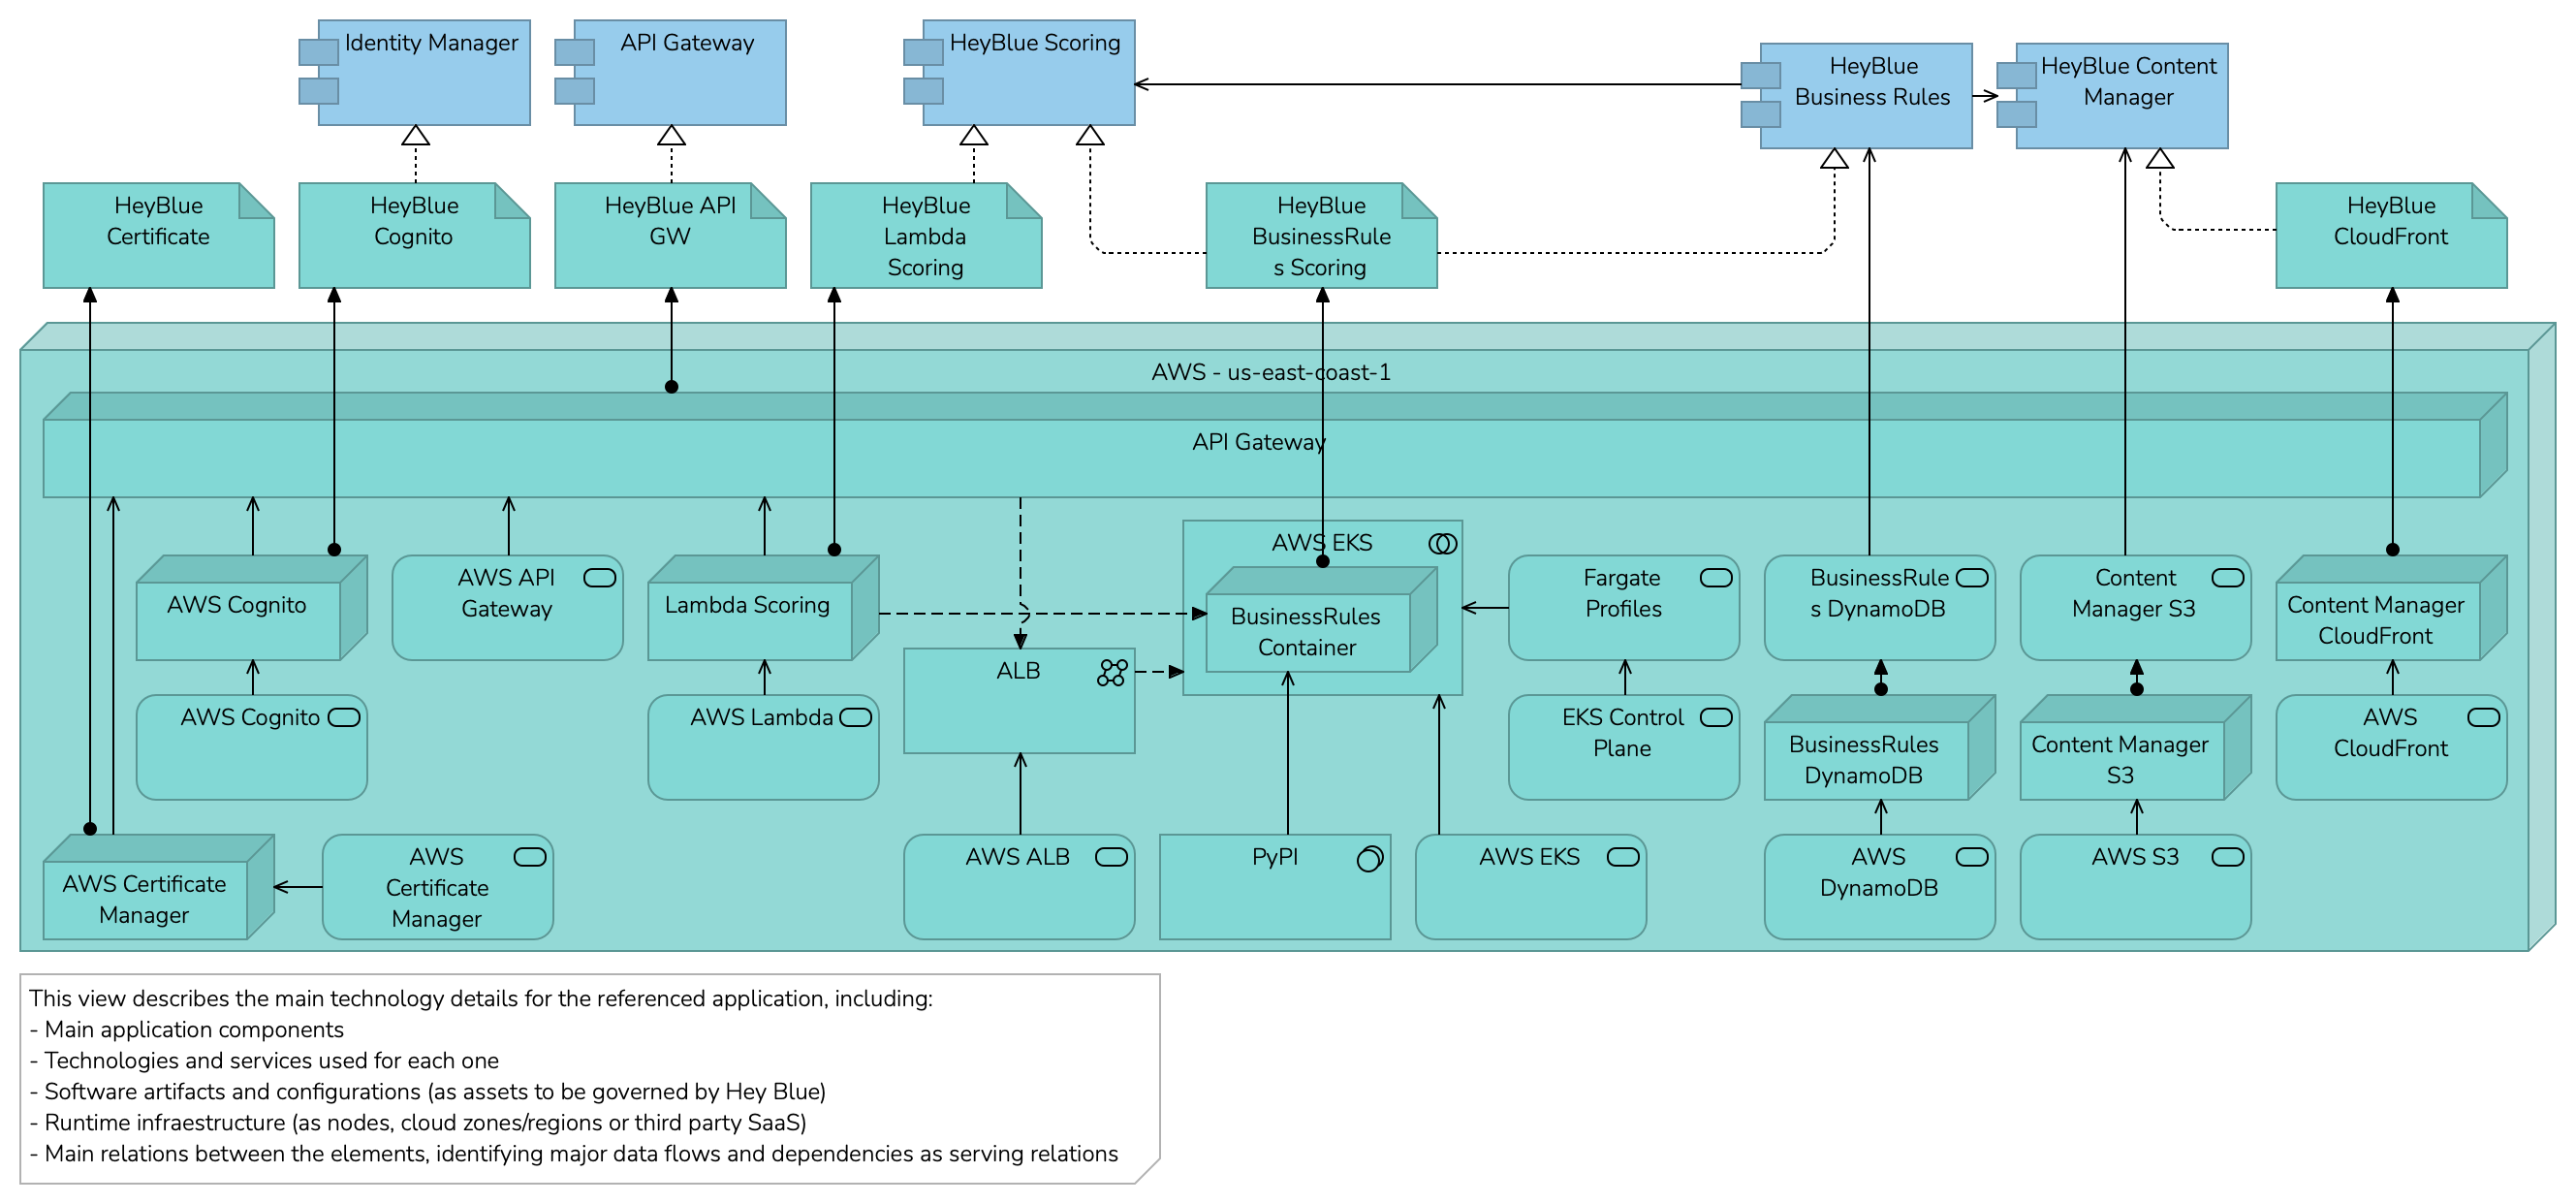 Identity Manager
API Gateway
HeyBlue Scoring
HeyBlue
Business Rules
HeyBlue Content
Manager
HeyBlue
Certificate
HeyBlue
Cognito
HeyBlue API
GW
HeyBlue
Lambda
Scoring
HeyBlue
BusinessRule
s Scoring
HeyBlue
CloudFront
AWS - us-east-coast-1
API Gateway
AWS Cognito
AWS API
Gateway
Lambda Scoring
ALB
AWS EKS
BusinessRules
Container
Fargate
Profiles
BusinessRule
s DynamoDB
Content
Manager S3
Content Manager
CloudFront
AWS Cognito
AWS Lambda
EKS Control
Plane
BusinessRules
DynamoDB
Content Manager
S3
AWS
CloudFront
AWS Certificate
Manager
AWS
Certificate
Manager
AWS ALB
PyPI
AWS EKS
AWS
DynamoDB
AWS S3
This view describes the main technology details for the referenced application, including:
- Main application components
- Technologies and services used for each one
- Software artifacts and configurations (as assets to be governed by Hey Blue)
- Runtime infraestructure (as nodes, cloud zones/regions or third party SaaS)
- Main relations between the elements, identifying major data flows and dependencies as serving relations